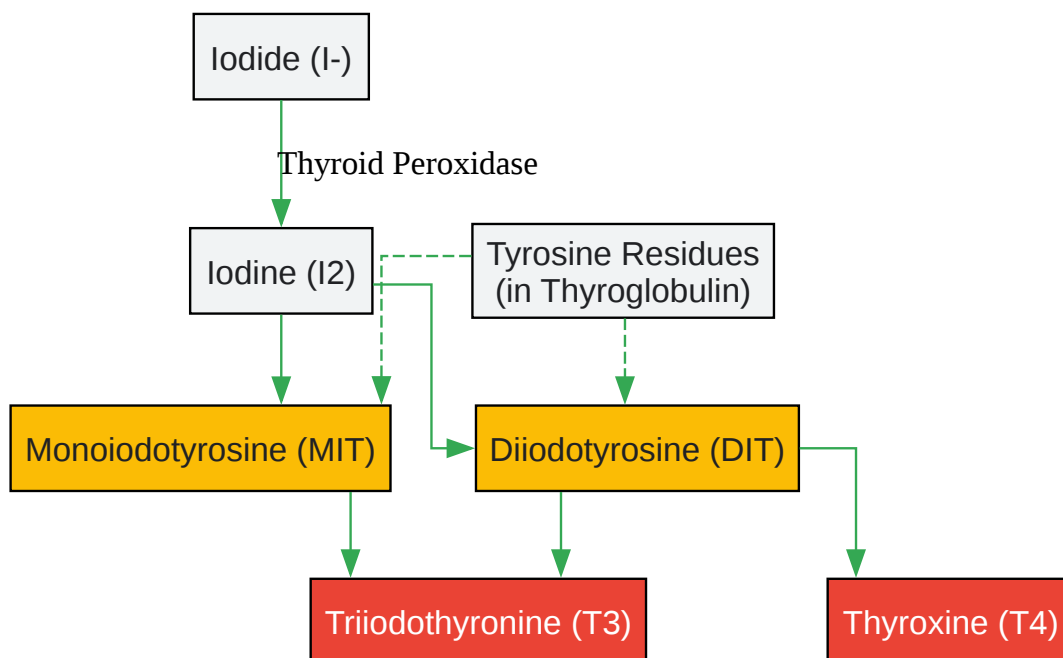 Iodide (I-)
Thyroid Peroxidase
Iodine (I2)
Tyrosine Residues
(in Thyroglobulin)
Monoiodotyrosine (MIT)
Diiodotyrosine (DIT)
Triiodothyronine (T3)
Thyroxine (T4)